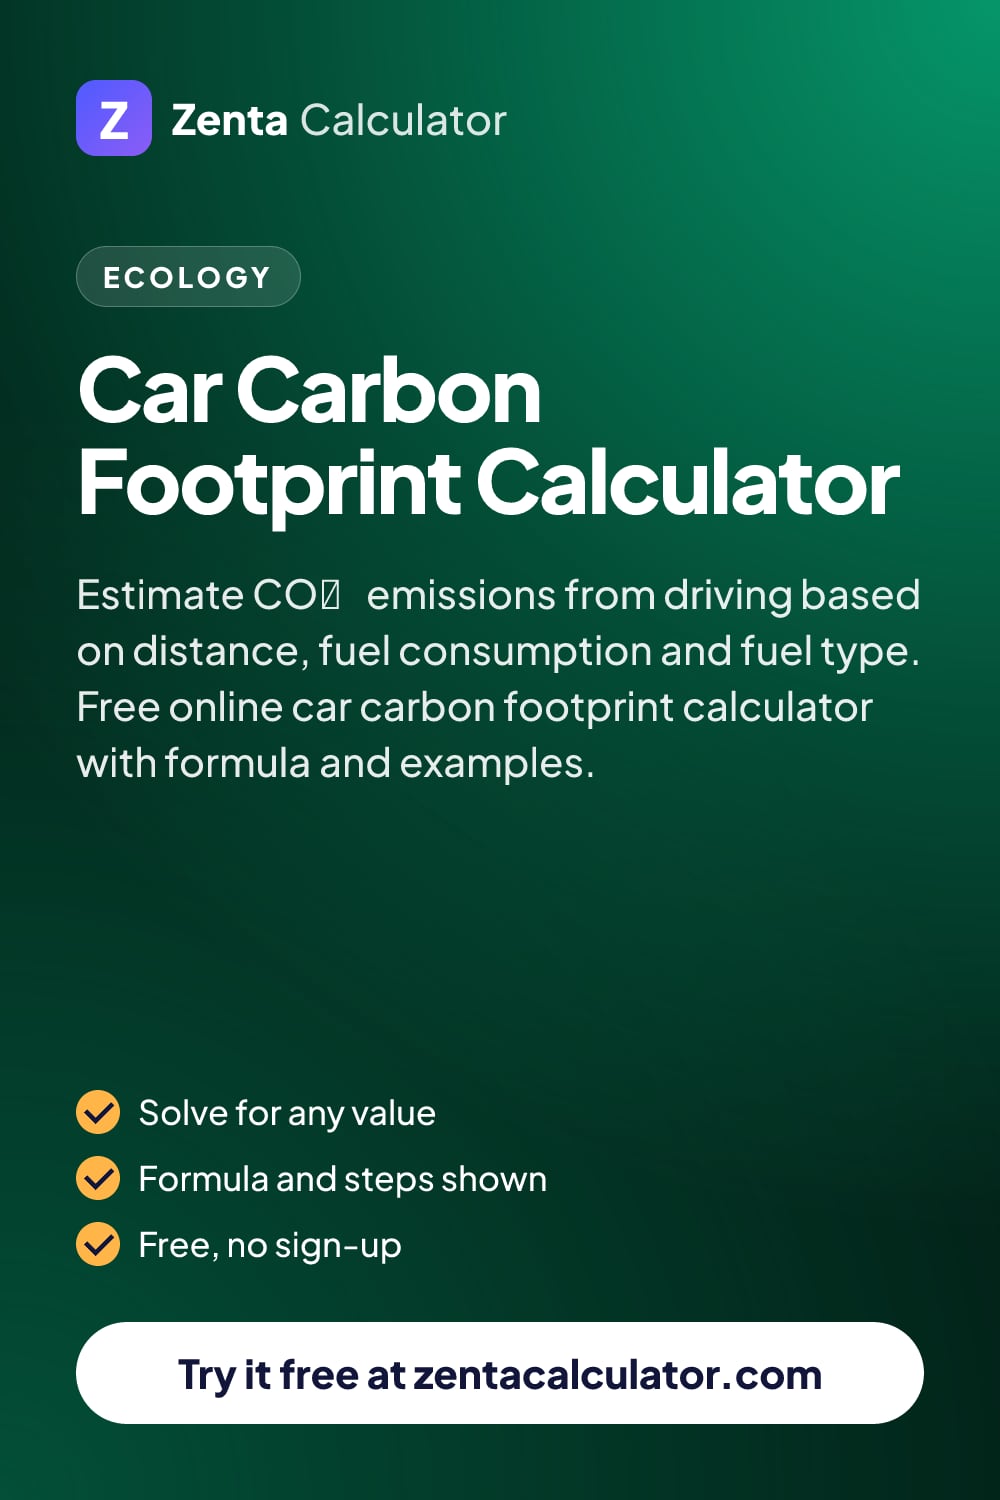 Z
Zenta Calculator
ECOLOGY
Car Carbon
Footprint Calculator
Estimate CO emissions from driving based
on distance, fuel consumption and fuel type.
Free online car carbon footprint calculator
with formula and examples.
Solve for any value
Formula and steps shown
Free, no sign-up
Try it free at zentacalculator.com